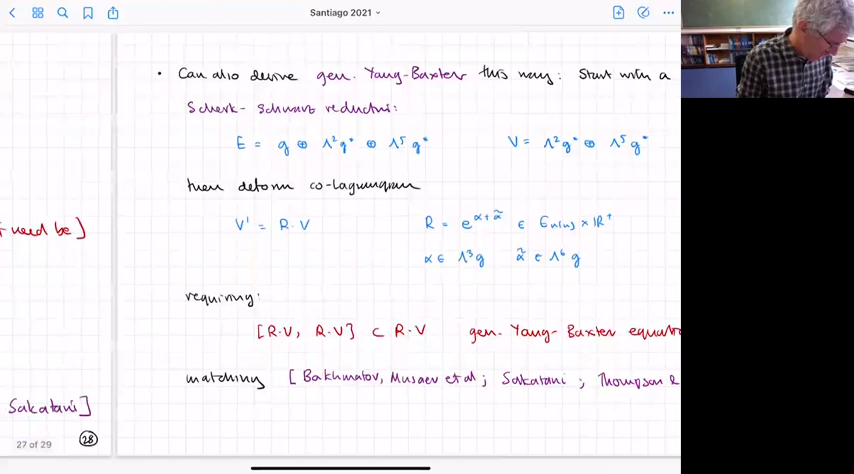 Santiago 2021
• Can also derive gen. Yang-Baxter this way: Start with a
Scherk-Schwarz reduction:
E = g ⊕ Λ²g* ⊕ Λ⁵g* V = Λ²g* ⊕ Λ⁵g*
then deform co-Lagrangian
need be]
V' = R·V R = e^{α+α̃} ∈ E_{n(n)} × ℝ⁺
α ∈ Λ³g α̃ ∈ Λ⁶g
requiring:
[R·V, R·V] ⊂ R·V gen. Yang-Baxter equatio
matching [Bakhmatov, Musaev et al; Sakatani; Thompson &
Sakatani]
27 of 29
28